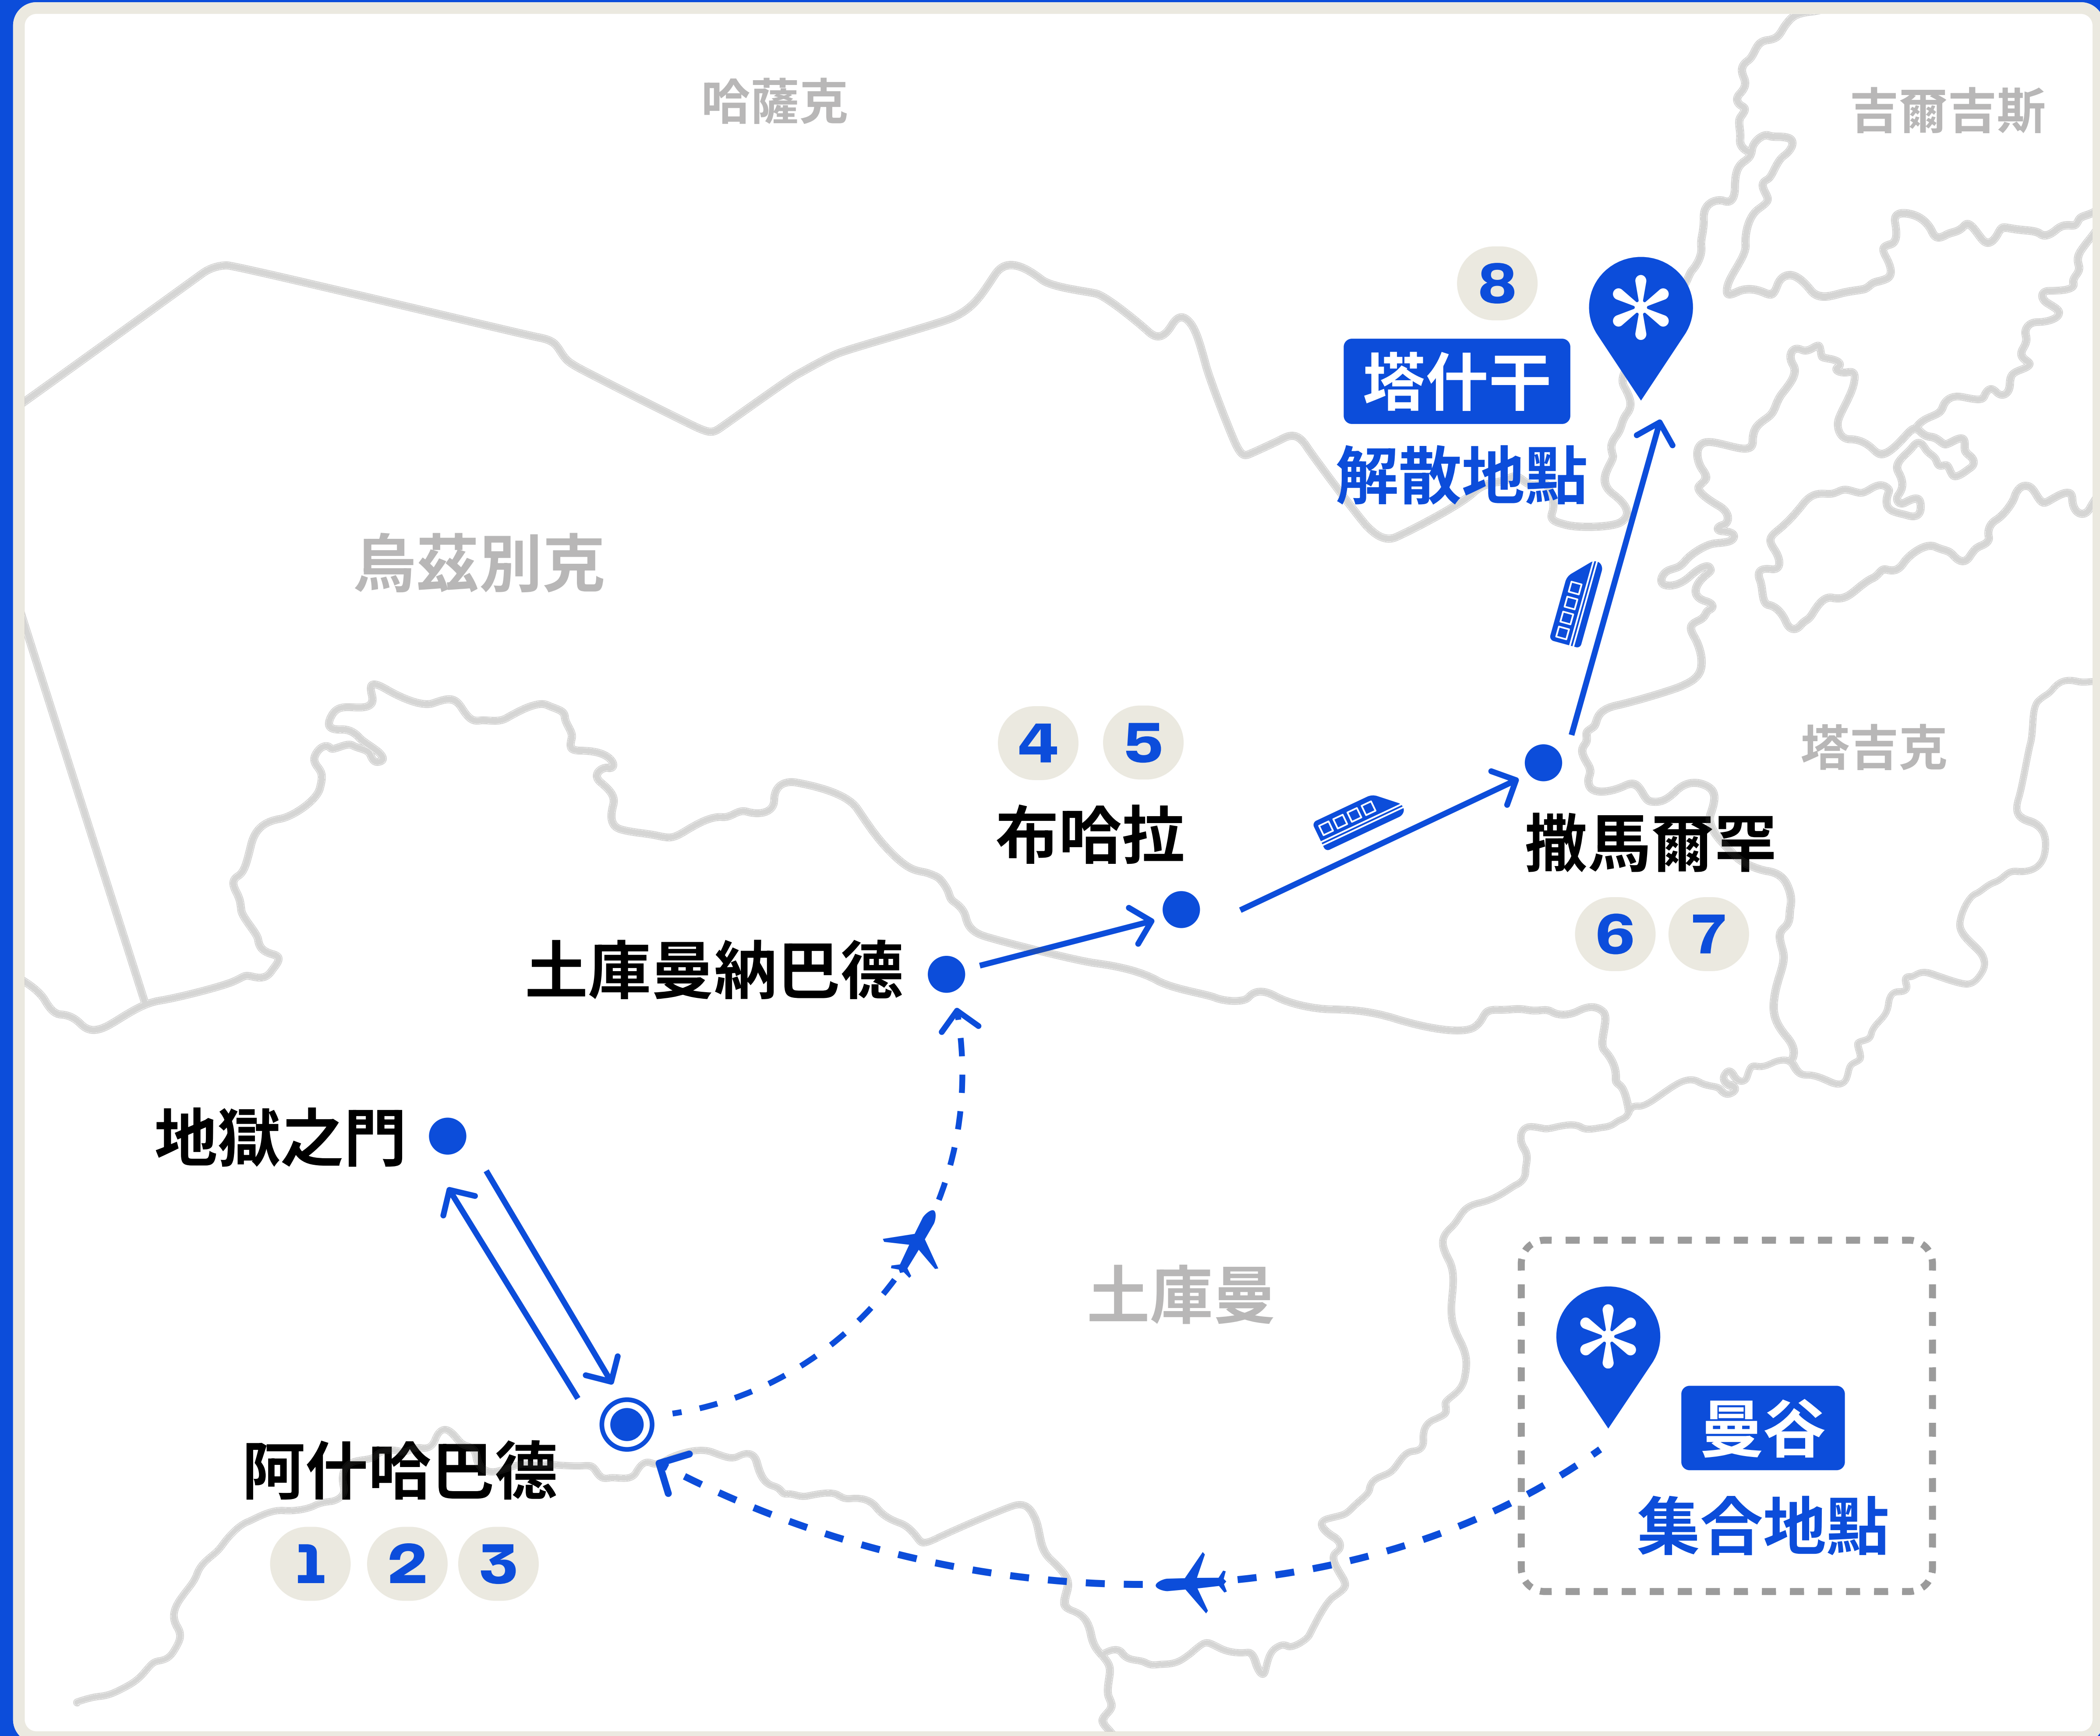 哈薩克
吉爾吉斯
8
塔什干
解散地點
烏茲別克
4 5
布哈拉
塔吉克
撒馬爾罕
6 7
土庫曼納巴德
地獄之門
土庫曼
曼谷
集合地點
阿什哈巴德
1 2 3